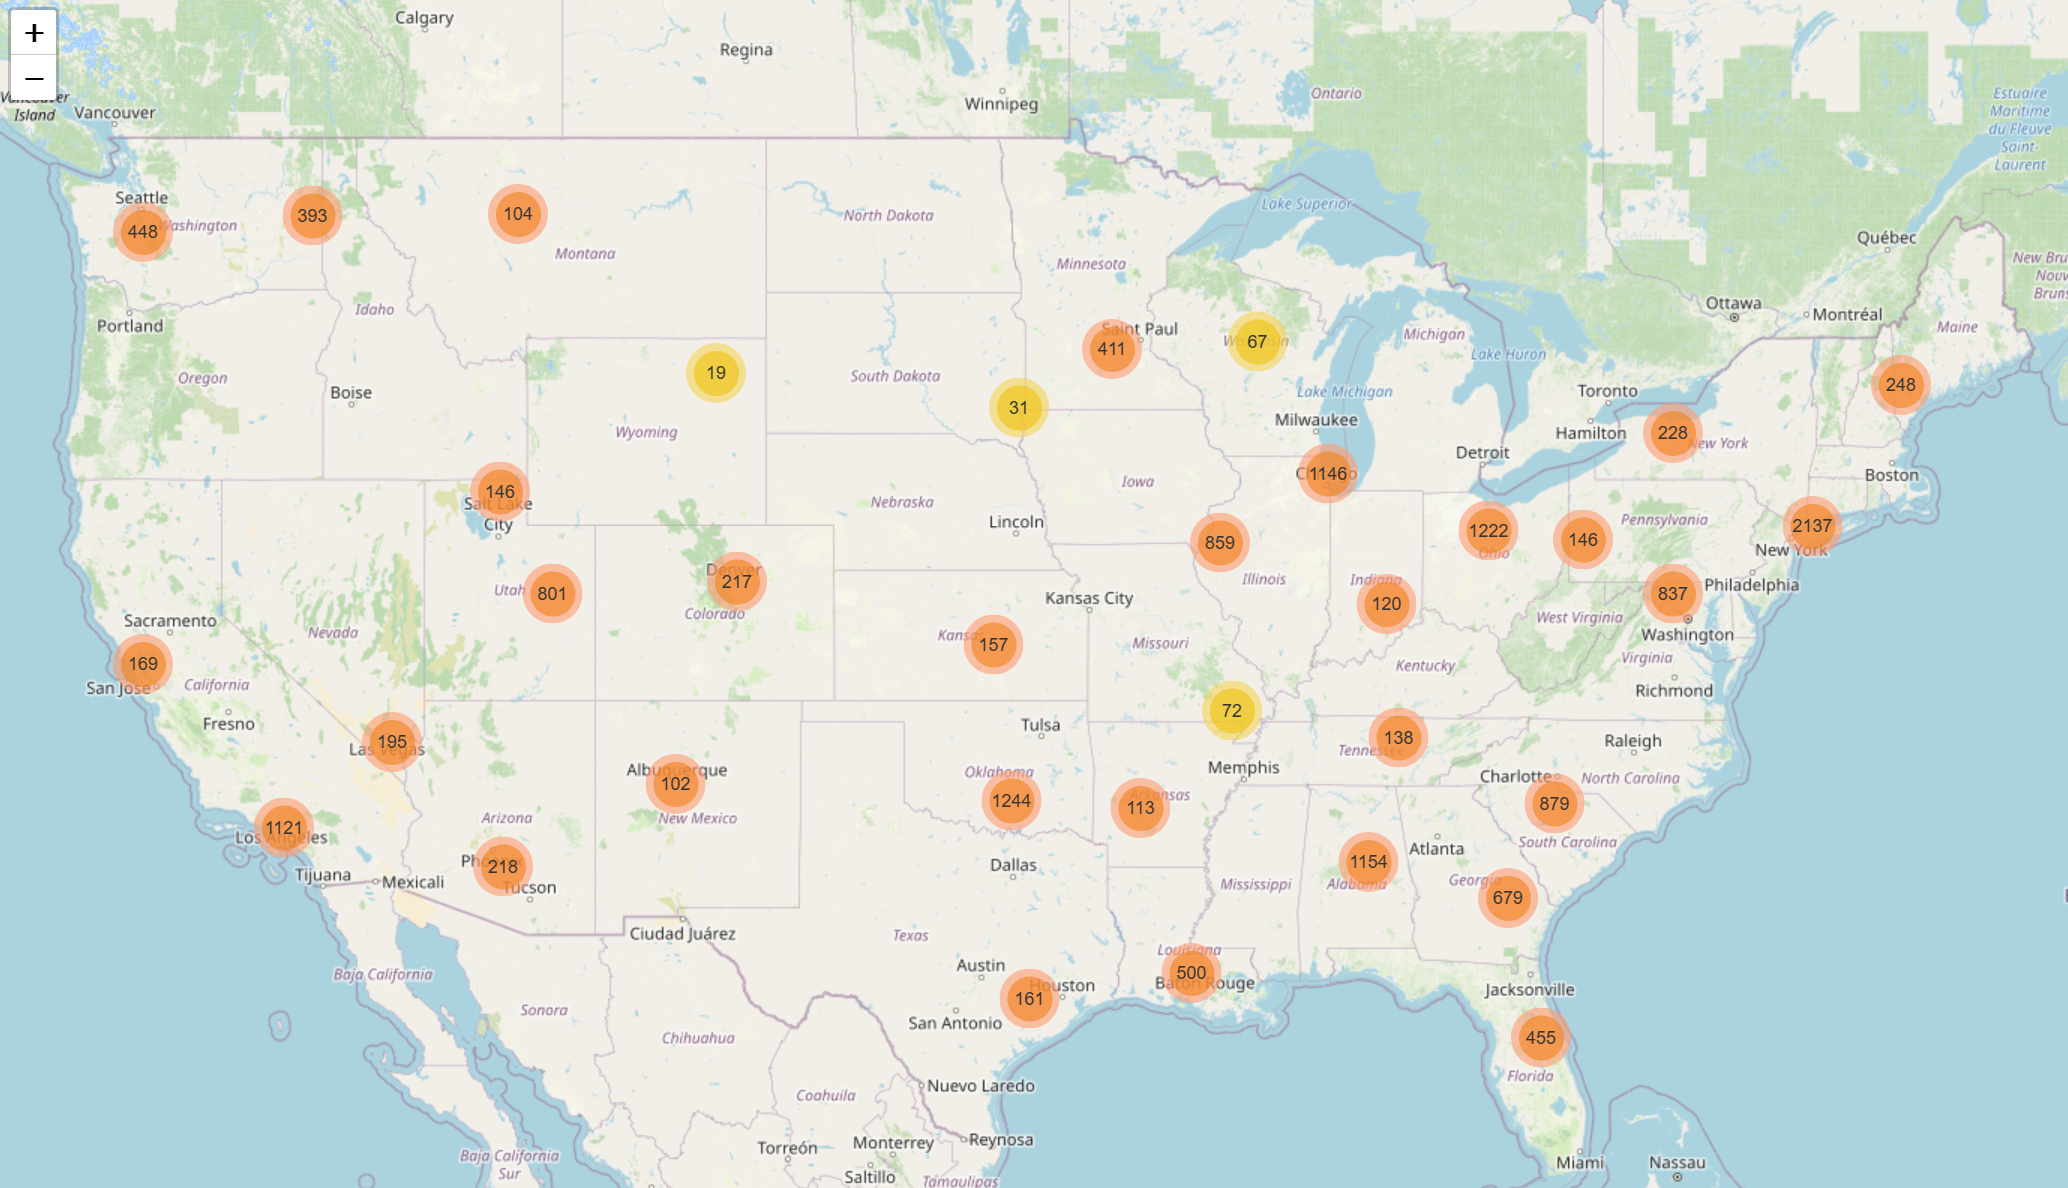 Calgary
+
Regina
−
Ontario
Estuaire
Maritime
du Fleuve
Saint-
Laurent
Vancouver
Island
Winnipeg
Vancouver
Seattle
448
Washington
393
104
North Dakota
Lake Superior
Québec
Montana
Minnesota
Idaho
Ottawa
Montréal
Portland
Saint Paul
411
67
Michigan
Maine
Lake Huron
19
Oregon
South Dakota
Boise
Lake Michigan
Toronto
248
31
Milwaukee
Hamilton
228
New York
Wyoming
Detroit
1146
Boston
Iowa
146
Salt Lake
City
Nebraska
Lincoln
859
1222
Ohio
146
Pennsylvania
2137
New York
Denver
217
Utah
801
Colorado
Illinois
Indiana
120
837
Philadelphia
Kansas City
Sacramento
Nevada
157
Missouri
West Virginia
Washington
169
San Jose
California
Kentucky
Virginia
Richmond
Fresno
72
Tulsa
195
Las Vegas
138
Tennessee
Raleigh
Albuquerque
102
Oklahoma
Memphis
Charlotte
North Carolina
1244
113
Arkansas
879
Arizona
New Mexico
1121
Los Angeles
South Carolina
218
Tucson
Dallas
1154
Alabama
Atlanta
Tijuana
Mexicali
Mississippi
Georgia
679
Ciudad Juárez
Texas
Louisiana
500
Baton Rouge
Austin
Baja California
161
Houston
Jacksonville
Sonora
San Antonio
Chihuahua
455
Florida
Nuevo Laredo
Coahuila
Torreón
Monterrey
Reynosa
Baja California
Sur
Saltillo
Tamaulipas
Miami
Nassau